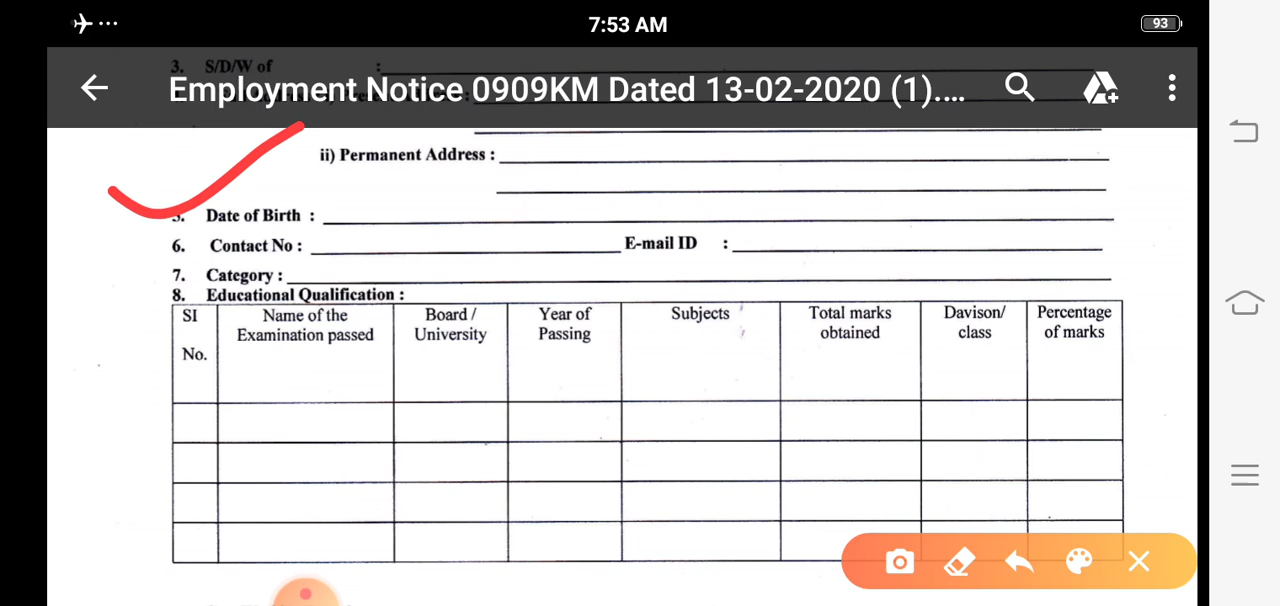 7:53 AM
93
3. S/D/W of :
Employment Notice 0909KM Dated 13-02-2020 (1)....
ii) Permanent Address :
5. Date of Birth :
6. Contact No : E-mail ID :
7. Category :
8. Educational Qualification :
SI No. Name of the Examination passed Board / University Year of Passing Subjects Total marks obtained Davison/ class Percentage of marks